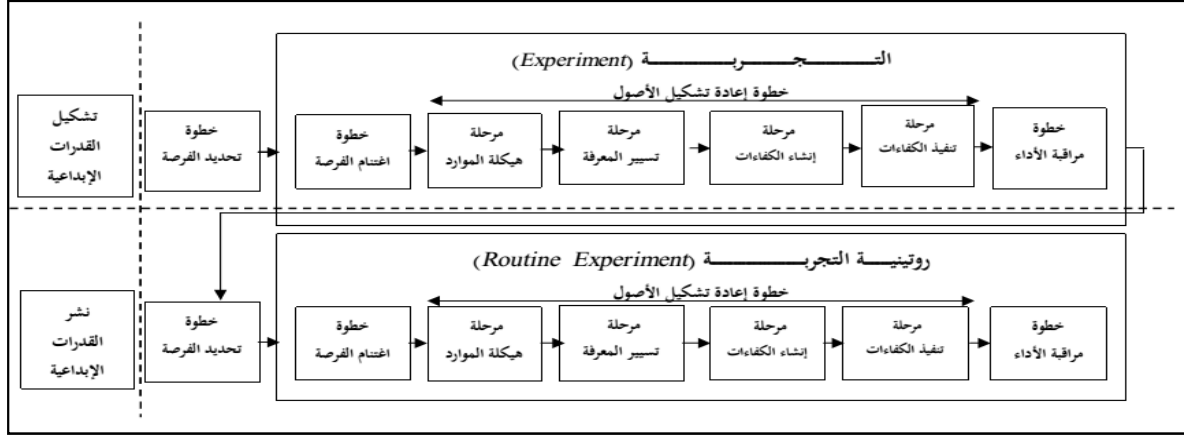 التـــجـــربـــة (Experiment)
خطوة إعادة تشكيل الأصول
تشكيل
القدرات
الإبداعية
خطوة
تحديد الفرصة
خطوة
اغتنام الفرصة
مرحلة
هيكلة الموارد
مرحلة
تسيير المعرفة
مرحلة
إنشاء الكفاءات
مرحلة
تنفيذ الكفاءات
خطوة
مراقبة الأداء
روتينيـــة التجربـــة (Routine Experiment)
خطوة إعادة تشكيل الأصول
نشر
القدرات
الإبداعية
خطوة
تحديد الفرصة
خطوة
اغتنام الفرصة
مرحلة
هيكلة الموارد
مرحلة
تسيير المعرفة
مرحلة
إنشاء الكفاءات
مرحلة
تنفيذ الكفاءات
خطوة
مراقبة الأداء